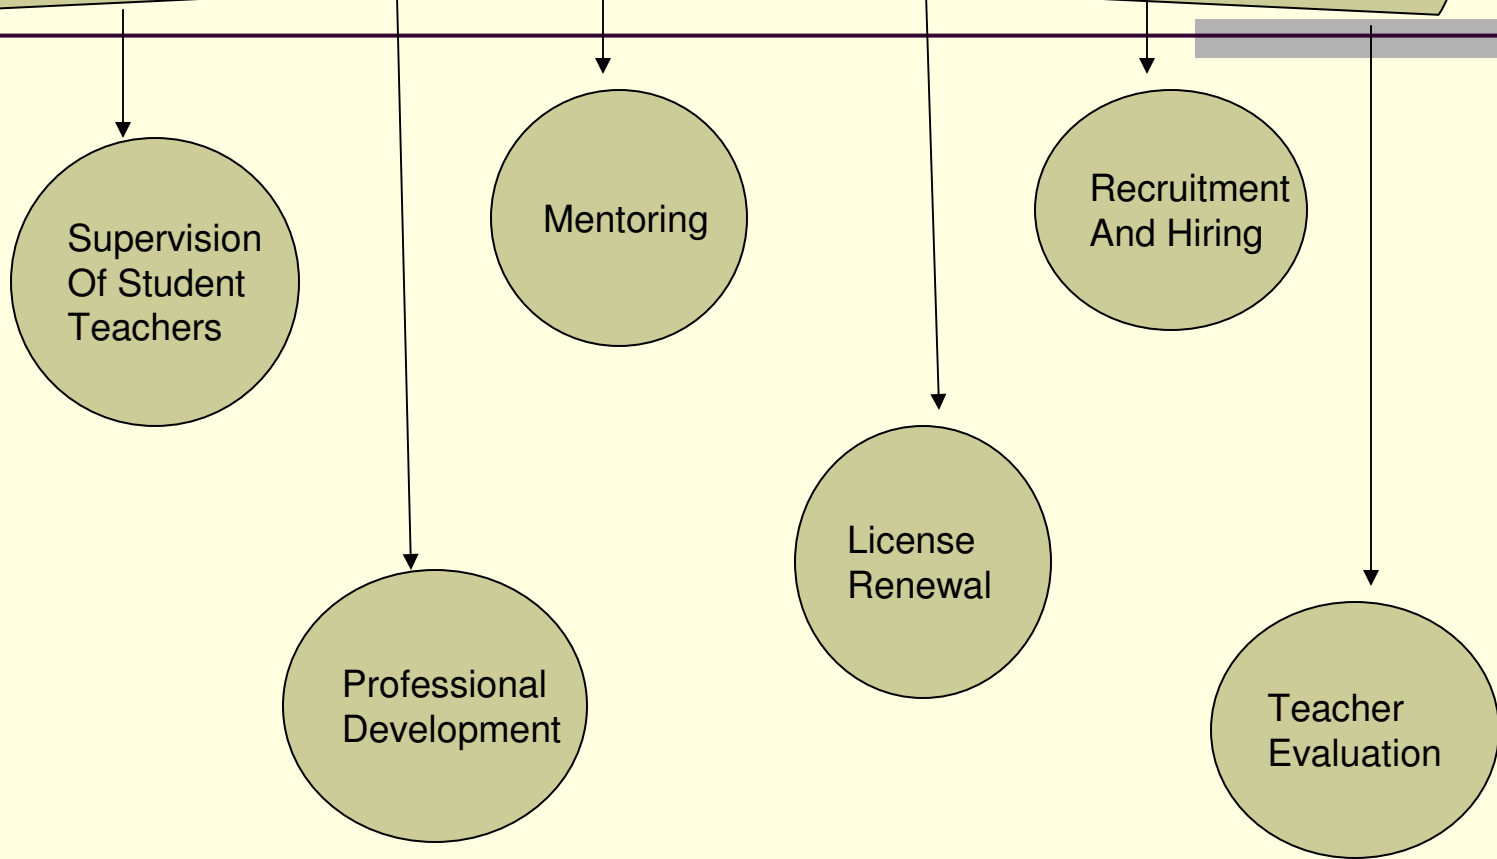 Supervision
Of Student
Teachers
Mentoring
Recruitment
And Hiring
License
Renewal
Professional
Development
Teacher
Evaluation